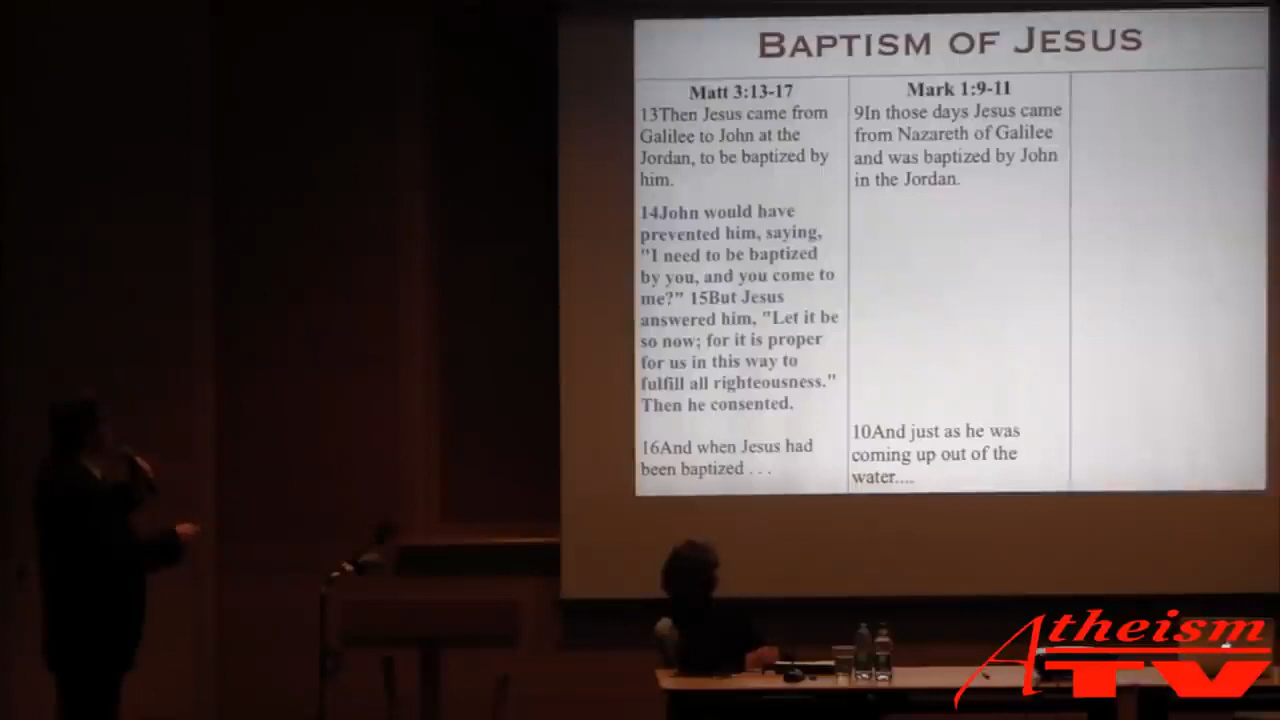 BAPTISM OF JESUS
Matt 3:13-17
13Then Jesus came from
Galilee to John at the
Jordan, to be baptized by
him.
14John would have
prevented him, saying,
"I need to be baptized
by you, and you come to
me?" 15But Jesus
answered him, "Let it be
so now; for it is proper
for us in this way to
fulfill all righteousness."
Then he consented.
16And when Jesus had
been baptized . . .
Mark 1:9-11
9In those days Jesus came
from Nazareth of Galilee
and was baptized by John
in the Jordan.
10And just as he was
coming up out of the
water....
Atheism
TV